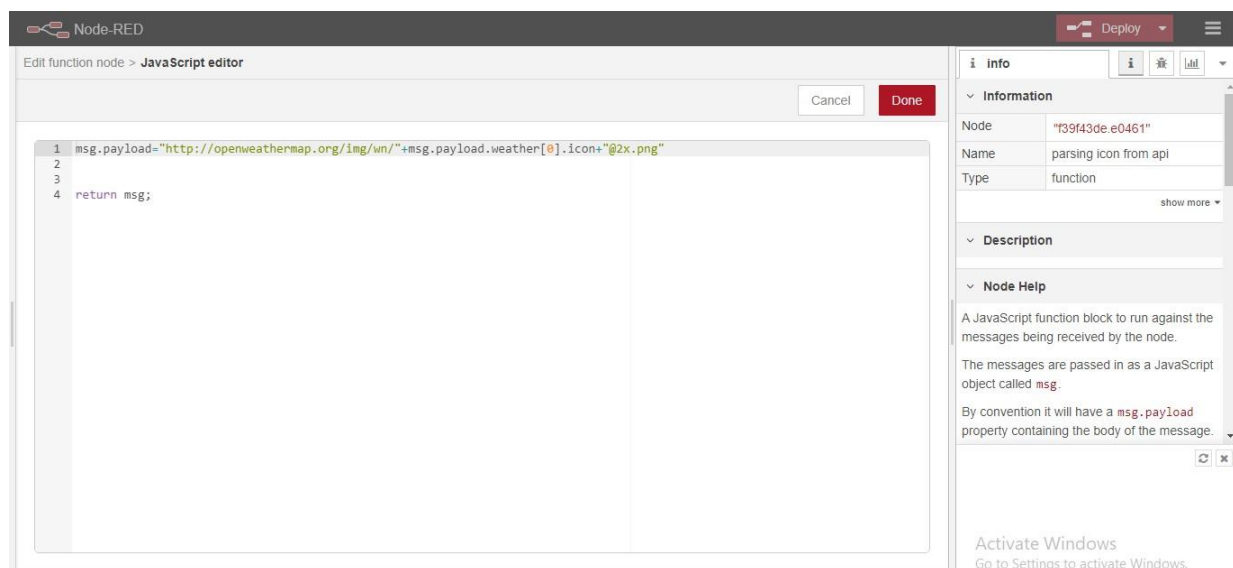 Node-RED
Deploy
Edit function node > JavaScript editor
Cancel
Done
1 msg.payload="http://openweathermap.org/img/wn/"+msg.payload.weather[0].icon+"@2x.png"
2
3
4 return msg;
i info
i
Information
Node "f39f43de.e0461"
Name parsing icon from api
Type function
show more
Description
Node Help
A JavaScript function block to run against the
messages being received by the node.
The messages are passed in as a JavaScript
object called msg.
By convention it will have a msg.payload
property containing the body of the message.
Activate Windows
Go to Settings to activate Windows.